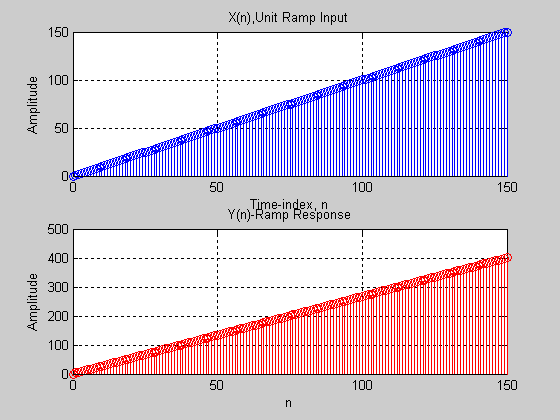 X(n),Unit Ramp Input
150
100
50
0
Amplitude
0 50 100 150
Time-index, n
Y(n)-Ramp Response
500
400
300
200
100
0
Amplitude
0 50 100 150
n